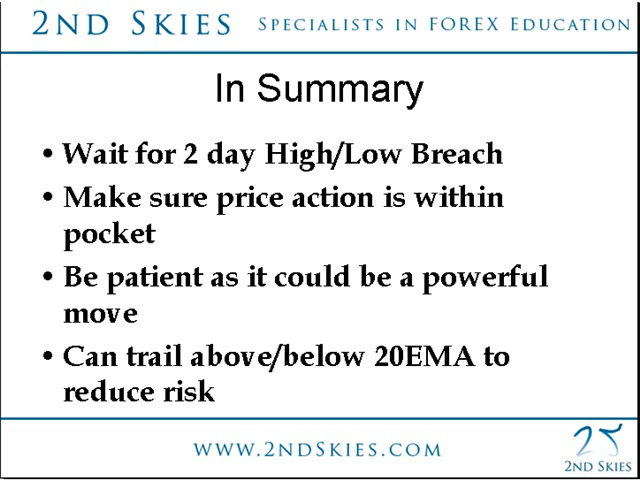 2ND SKIES SPECIALISTS IN FOREX EDUCATION
In Summary
• Wait for 2 day High/Low Breach
• Make sure price action is within
pocket
• Be patient as it could be a powerful
move
• Can trail above/below 20EMA to
reduce risk
WWW.2NDSKIES.COM
2ND SKIES